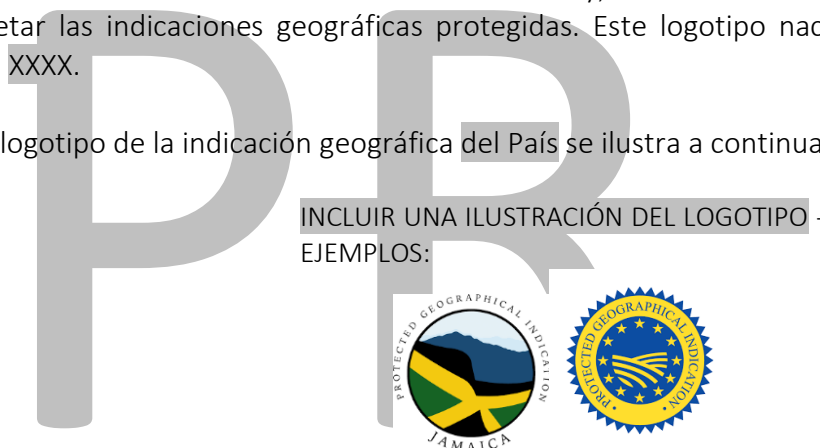 etar las indicaciones geográficas protegidas. Este logotipo nac
XXXX.
logotipo de la indicación geográfica del País se ilustra a continua
INCLUIR UNA ILUSTRACIÓN DEL LOGOTIPO -
EJEMPLOS:
PROTECTED GEOGRAPHICAL INDICATION
JAMAICA
PROTECTED GEOGRAPHICAL INDICATION
PR